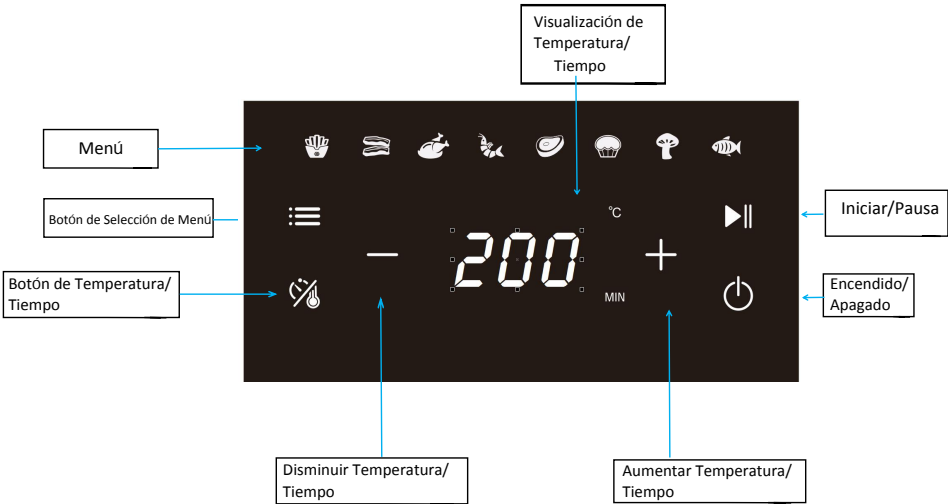 Visualización de
Temperatura/
Tiempo
Menú
Botón de Selección de Menú
°C
Iniciar/Pausa
200
Botón de Temperatura/
Tiempo
MIN
Encendido/
Apagado
Disminuir Temperatura/
Tiempo
Aumentar Temperatura/
Tiempo